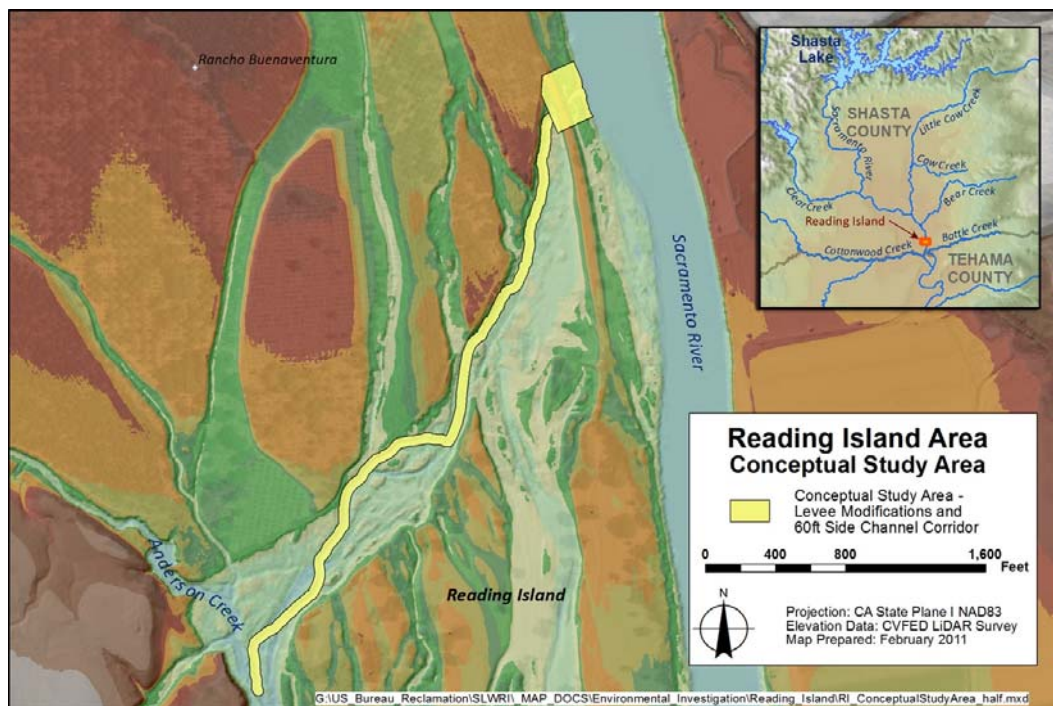 Rancho Buenaventura
Sacramento River
Anderson Creek
Reading Island
Shasta
Lake
SHASTA
COUNTY
Sacramento
River
Little Cow Creek
Cow Creek
Clear Creek
Bear Creek
Reading Island
Battle Creek
Cottonwood Creek
TEHAMA
COUNTY
Reading Island Area
Conceptual Study Area
Conceptual Study Area -
Levee Modifications and
60ft Side Channel Corridor
0 400 800 1,600
Feet
N
Projection: CA State Plane I NAD83
Elevation Data: CVFED LiDAR Survey
Map Prepared: February 2011
G:\US_Bureau_Reclamation\SLWRI\_MAP_DOCS\Environmental_Investigation\Reading_Island\RI_ConceptualStudyArea_half.mxd